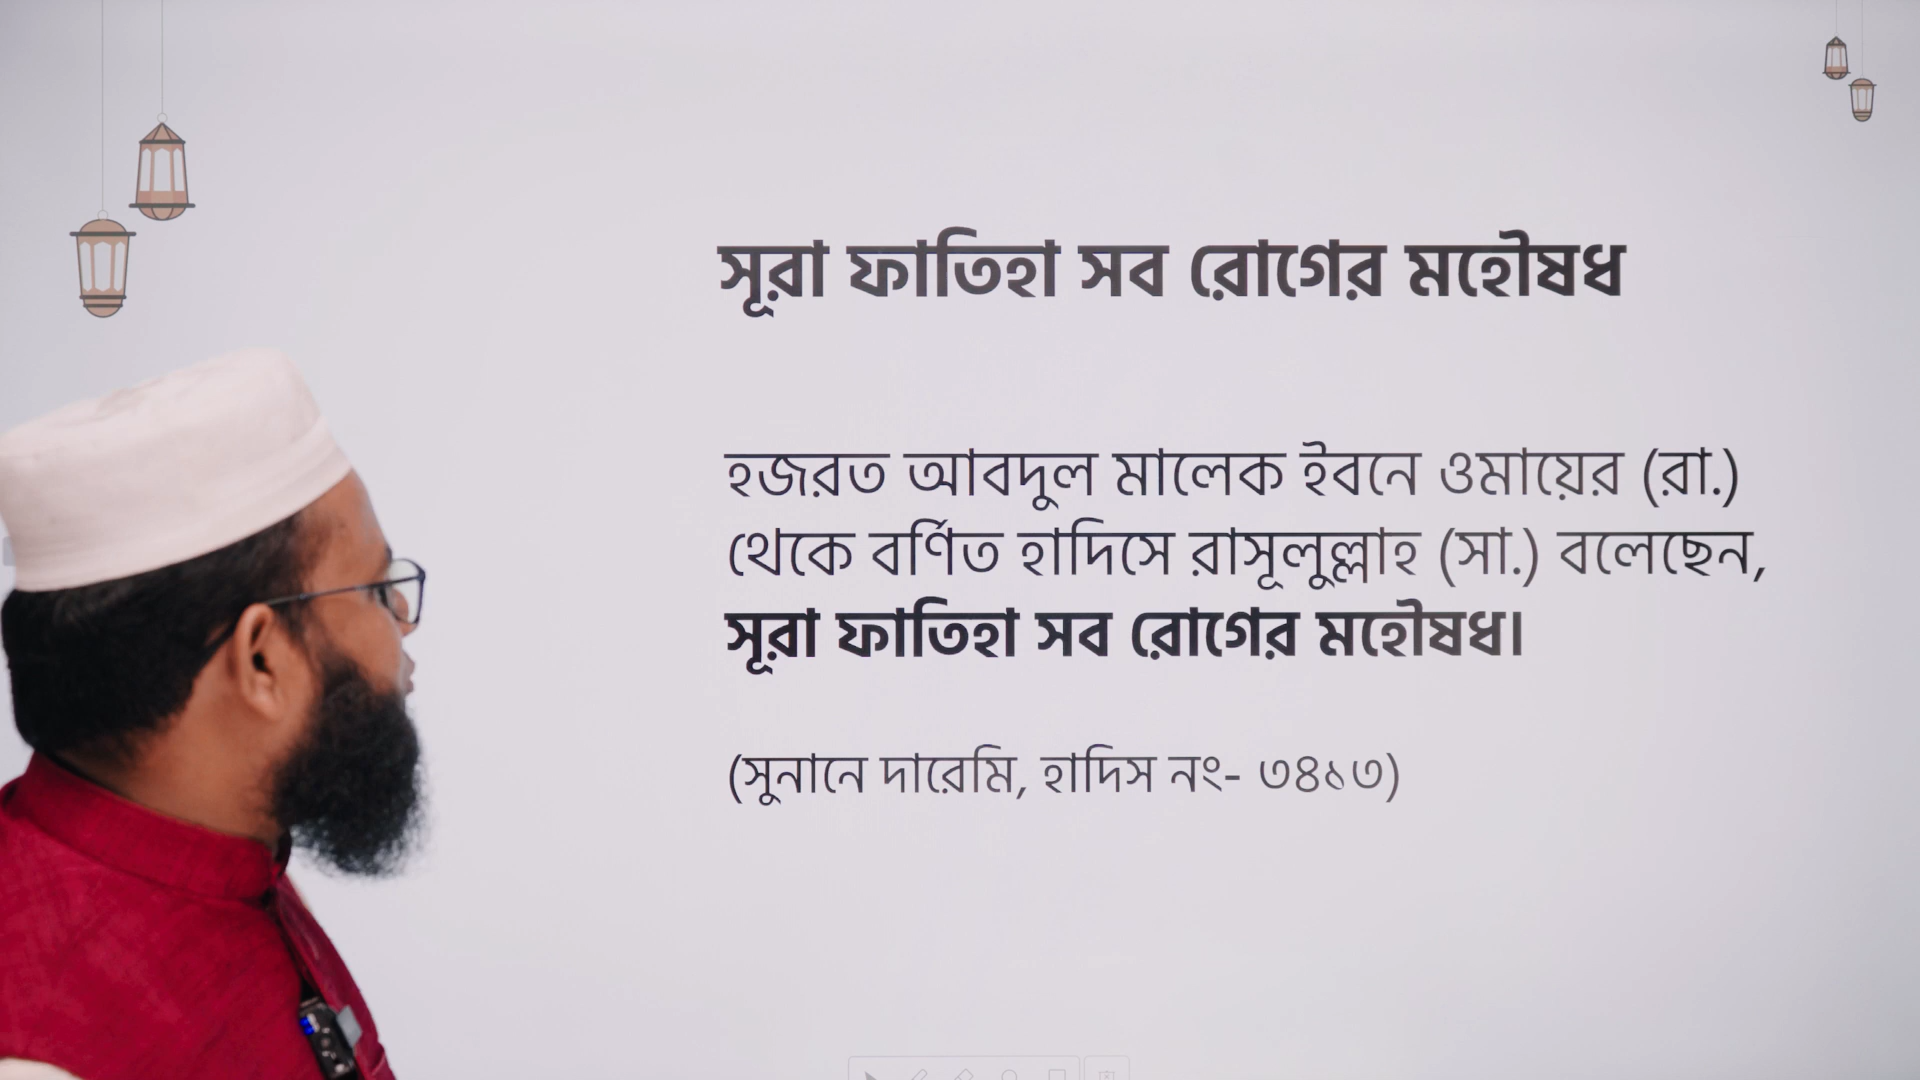 সূরা ফাতিহা সব রোগের মহৌষধ
হজরত আবদুল মালেক ইবনে ওমায়ের (রা.)
থেকে বর্ণিত হাদিসে রাসূলুল্লাহ (সা.) বলেছেন,
সূরা ফাতিহা সব রোগের মহৌষধ।
(সুনানে দারেমি, হাদিস নং- ৩৪১৩)